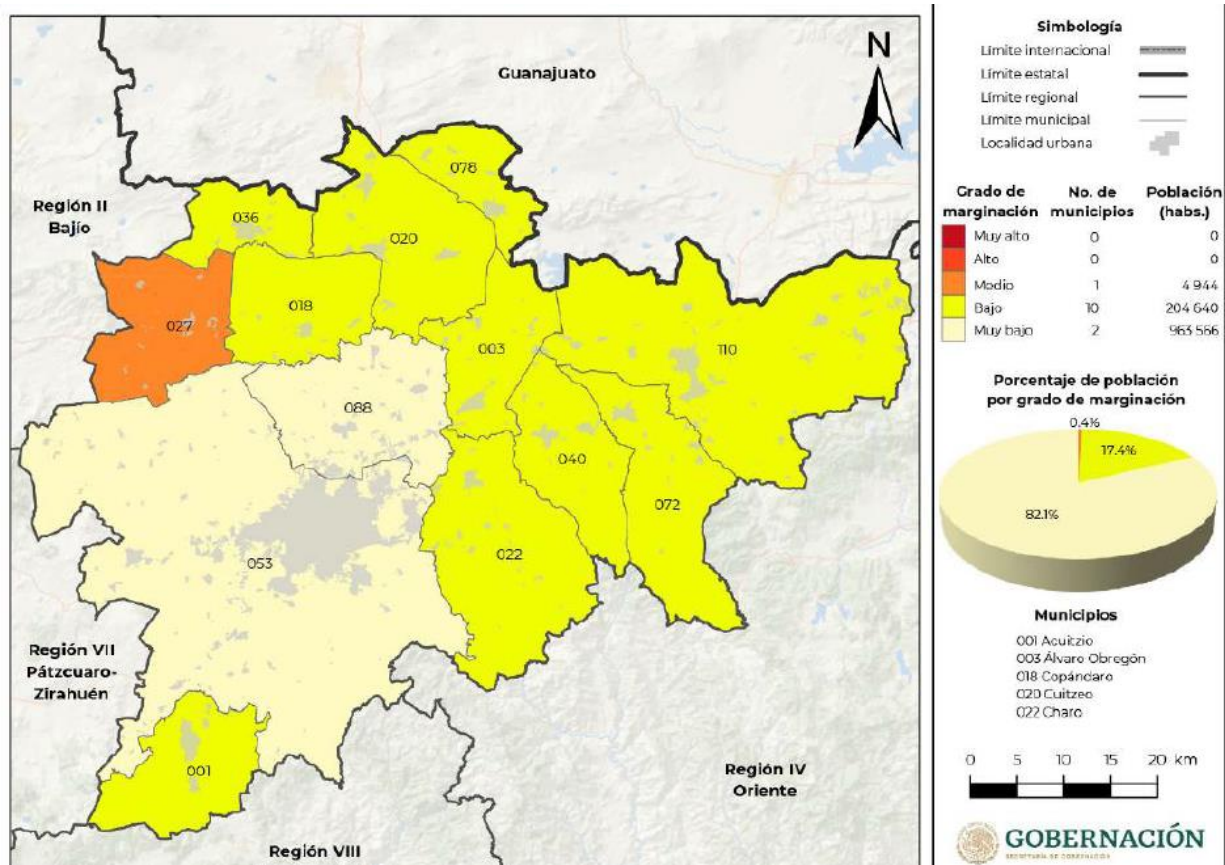 Guanajuato
N
Región II
Bajío
078
036
020
027
018
003
110
088
040
072
053
022
Región VII
Pátzcuaro-
Zirahuén
001
Región IV
Oriente
Región VIII
Simbología
Límite internacional
Límite estatal
Límite regional
Límite municipal
Localidad urbana
Grado de marginación No. de municipios Población (habs.)
Muy alto 0 0
Alto 0 0
Medio 1 4 944
Bajo 10 204 640
Muy bajo 2 963 566
Porcentaje de población
por grado de marginación
0.4%
17.4%
82.1%
Municipios
001 Acuitzio
003 Álvaro Obregón
018 Copándaro
020 Cuitzeo
022 Charo
0 5 10 15 20 km
GOBERNACIÓN
SECRETARÍA DE GOBERNACIÓN